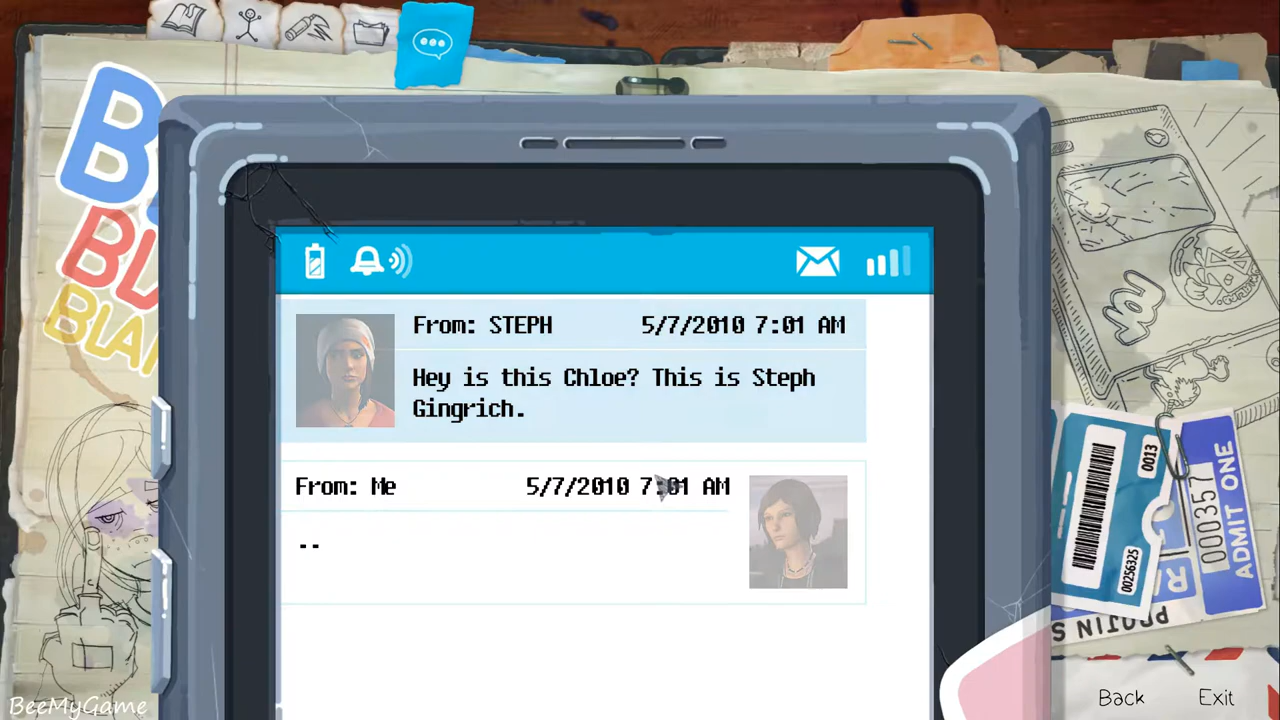 From: STEPH 5/7/2010 7:01 AM
Hey is this Chloe? This is Steph
Gingrich.
From: Me 5/7/2010 7:01 AM
--
0013
00256325
000357
ADMIT ONE
Back Exit
BeeMyGame